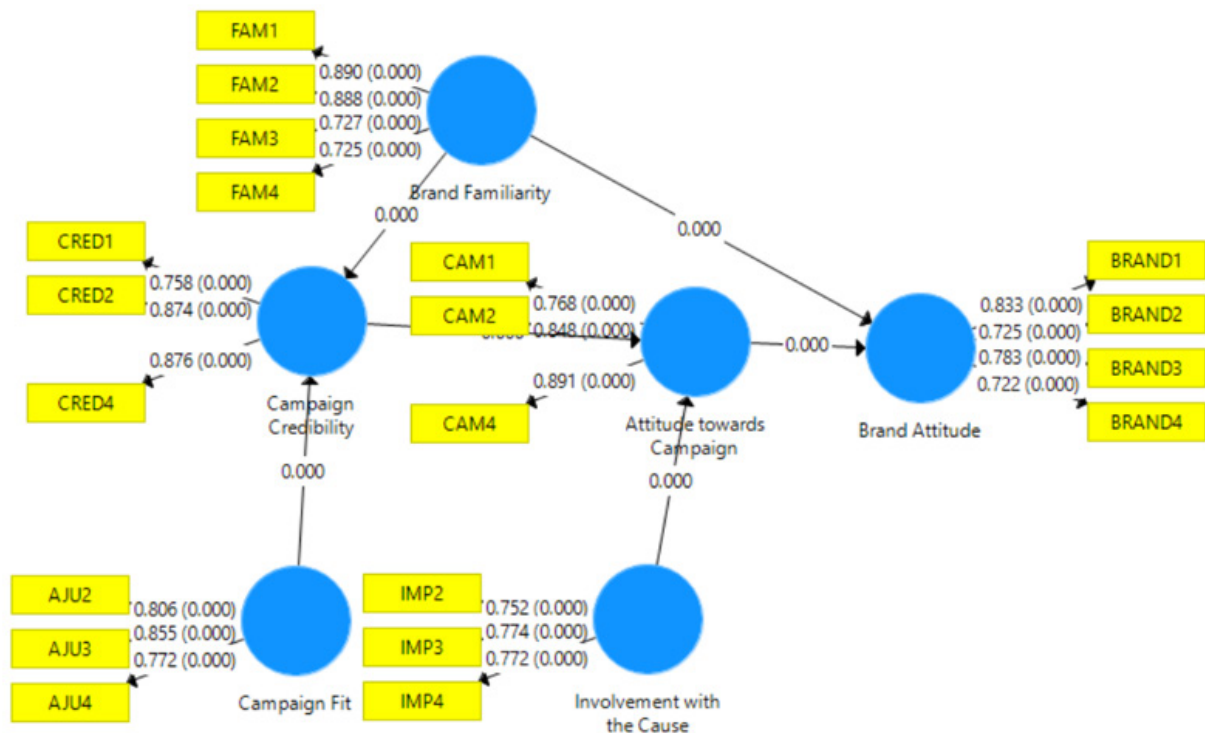 FAM1
FAM2
FAM3
FAM4
0.890 (0.000)
0.888 (0.000)
0.727 (0.000)
0.725 (0.000)
Brand Familiarity
0.000
0.000
CRED1
CRED2
CRED4
0.758 (0.000)
0.874 (0.000)
0.876 (0.000)
Campaign
Credibility
CAM1
CAM2
CAM4
0.768 (0.000)
0.848 (0.000)
0.891 (0.000)
Attitude towards
Campaign
0.000
Brand Attitude
0.833 (0.000)
0.725 (0.000)
0.783 (0.000)
0.722 (0.000)
BRAND1
BRAND2
BRAND3
BRAND4
0.000
0.000
AJU2
AJU3
AJU4
0.806 (0.000)
0.855 (0.000)
0.772 (0.000)
Campaign Fit
IMP2
IMP3
IMP4
0.752 (0.000)
0.774 (0.000)
0.772 (0.000)
Involvement with
the Cause